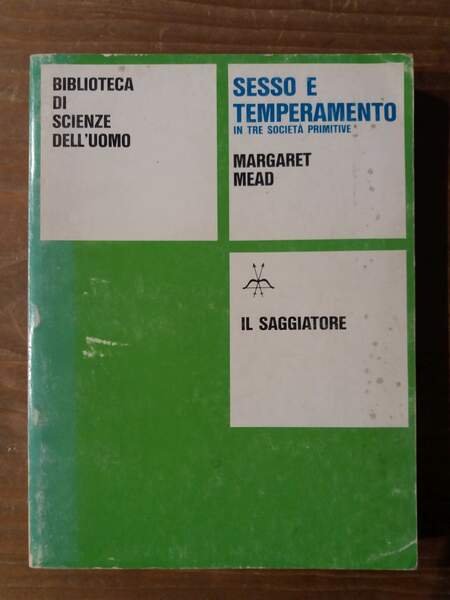 BIBLIOTECA
DI
SCIENZE
DELL'UOMO
SESSO E
TEMPERAMENTO
IN TRE SOCIETÀ PRIMITIVE
MARGARET
MEAD
IL SAGGIATORE